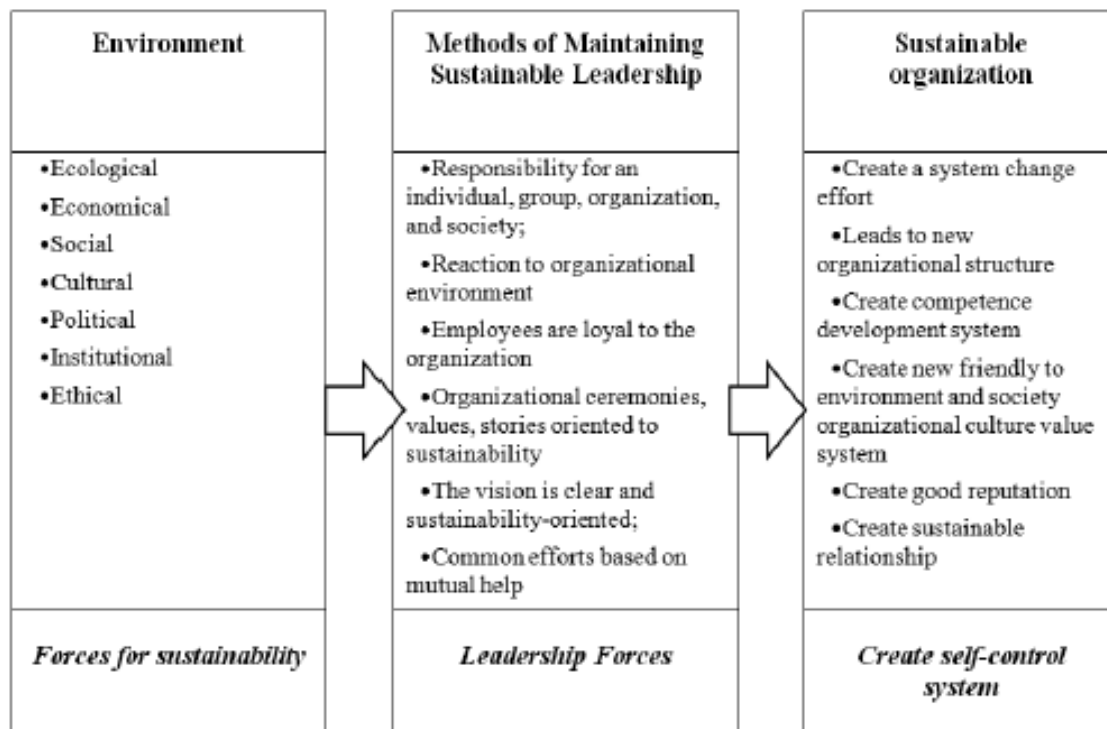 Environment
•Ecological
•Economical
•Social
•Cultural
•Political
•Institutional
•Ethical
Forces for sustainability
Methods of Maintaining
Sustainable Leadership
•Responsibility for an
individual, group, organization,
and society;
•Reaction to organizational
environment
•Employees are loyal to the
organization
•Organizational ceremonies,
values, stories oriented to
sustainability
•The vision is clear and
sustainability-oriented;
•Common efforts based on
mutual help
Leadership Forces
Sustainable
organization
•Create a system change
effort
•Leads to new
organizational structure
•Create competence
development system
•Create new friendly to
environment and society
organizational culture value
system
•Create good reputation
•Create sustainable
relationship
Create self-control
system